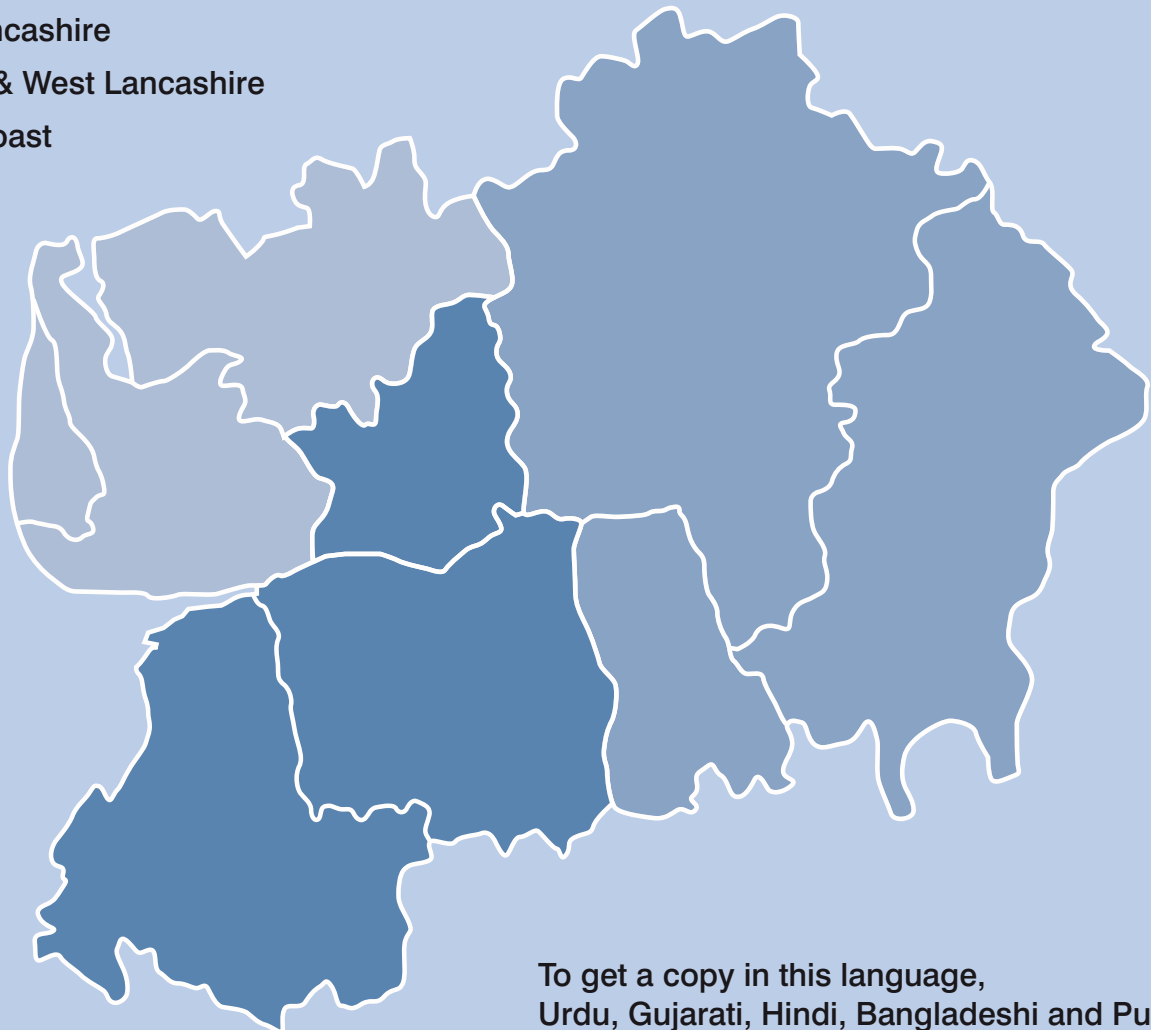 ncashire
& West Lancashire
oast
To get a copy in this language,
Urdu, Gujarati, Hindi, Bangladeshi and Pu